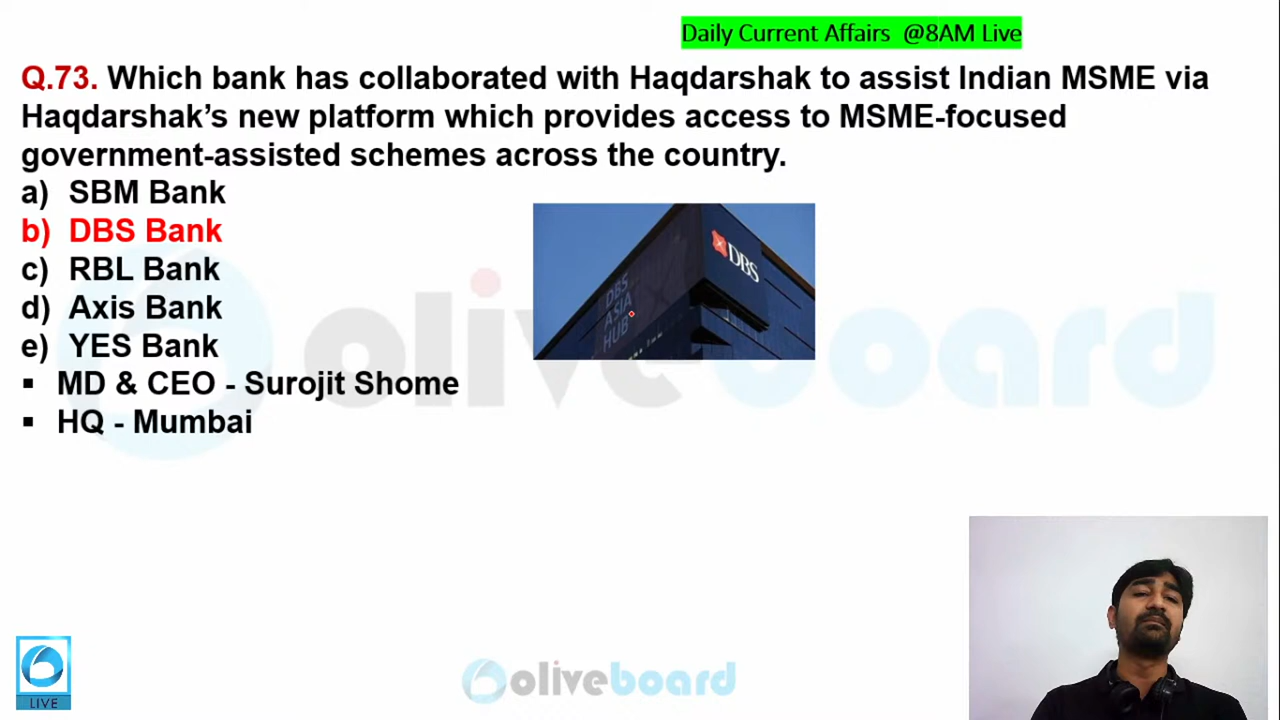 Daily Current Affairs @8AM Live
Q.73. Which bank has collaborated with Haqdarshak to assist Indian MSME via
Haqdarshak’s new platform which provides access to MSME-focused
government-assisted schemes across the country.
a) SBM Bank
b) DBS Bank
c) RBL Bank
d) Axis Bank
e) YES Bank
▪ MD & CEO - Surojit Shome
▪ HQ - Mumbai
DBS
DBS
ASIA
HUB
oliveboard
LIVE
oliveboard